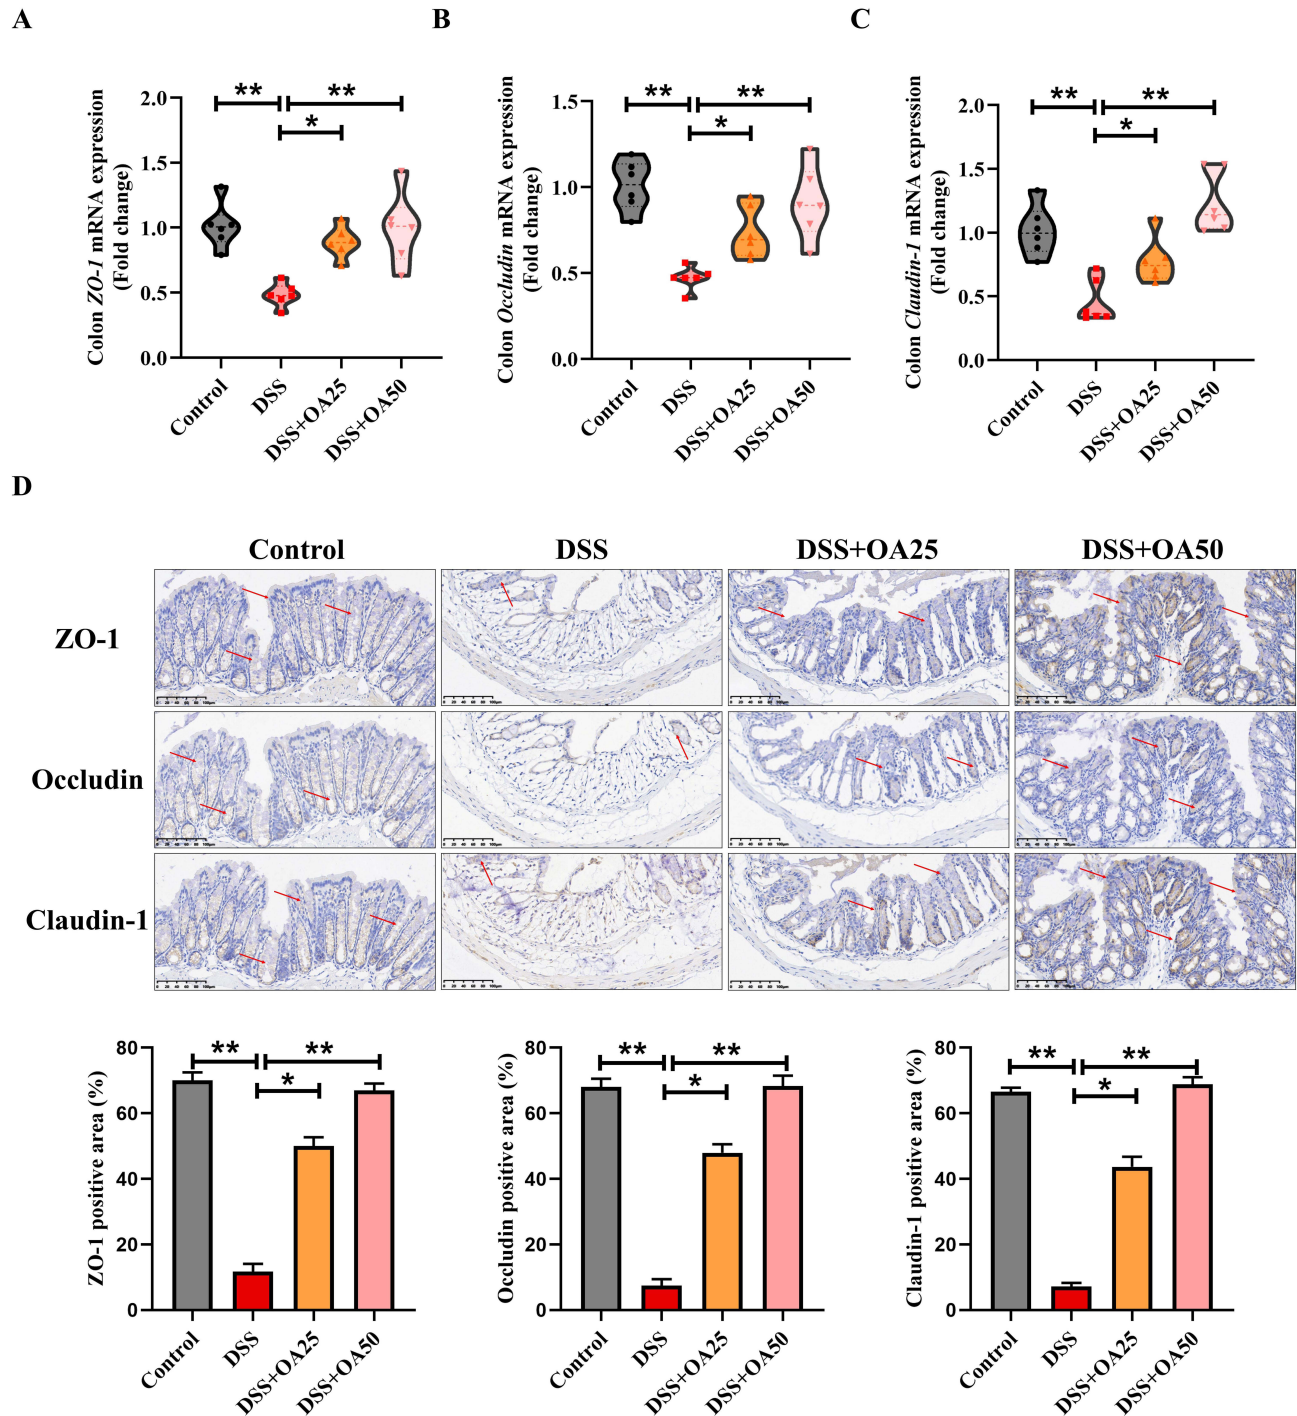 A
B
C
Colon ZO-1 mRNA expression
(Fold change)
2.0
1.5
1.0
0.5
0.0
**
**
*
Control
DSS
DSS+OA25
DSS+OA50
Colon Occludin mRNA expression
(Fold change)
1.5
1.0
0.5
0.0
**
**
*
Control
DSS
DSS+OA25
DSS+OA50
Colon Claudin-1 mRNA expression
(Fold change)
2.0
1.5
1.0
0.5
0.0
**
**
*
Control
DSS
DSS+OA25
DSS+OA50
D
Control
DSS
DSS+OA25
DSS+OA50
ZO-1
Occludin
Claudin-1
ZO-1 positive area (%)
80
60
40
20
0
**
**
*
Control
DSS
DSS+OA25
DSS+OA50
Occludin positive area (%)
80
60
40
20
0
**
**
*
Control
DSS
DSS+OA25
DSS+OA50
Claudin-1 positive area (%)
80
60
40
20
0
**
**
*
Control
DSS
DSS+OA25
DSS+OA50